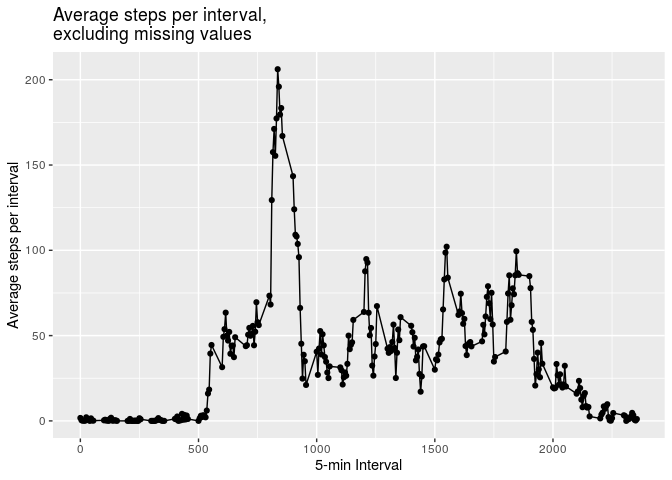 Average steps per interval,
excluding missing values
Average steps per interval
200
150
100
50
0
0 500 1000 1500 2000
5-min Interval